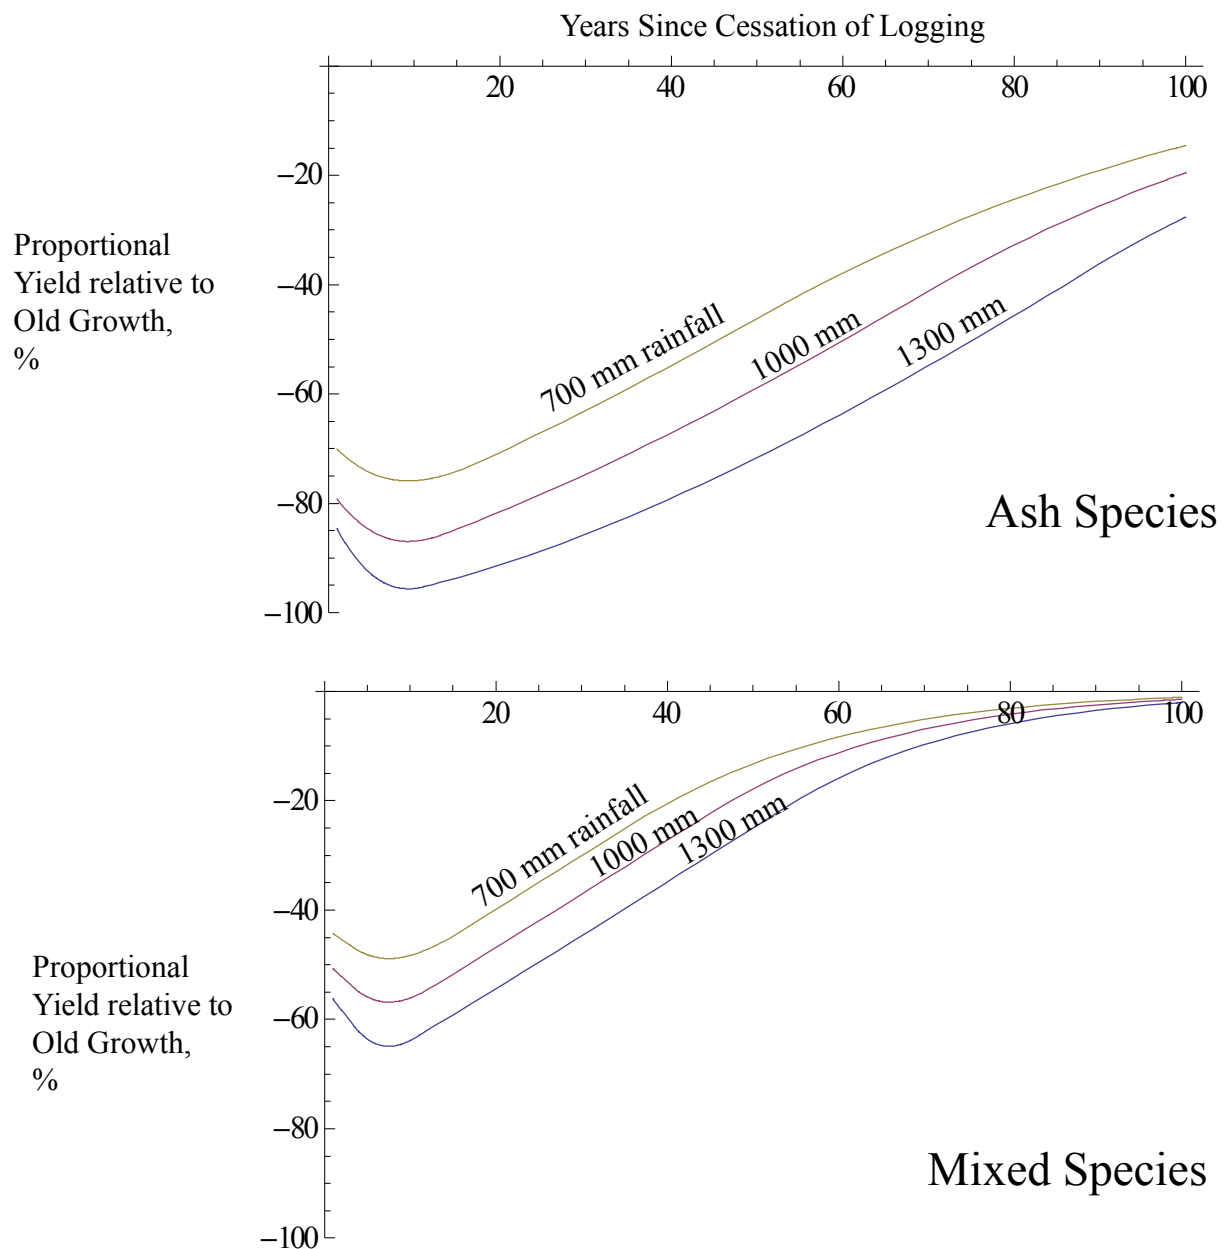 Years Since Cessation of Logging
20 40 60 80 100
−20
Proportional
Yield relative to
Old Growth,
%
−40
−60
−80
−100
700 mm rainfall
1000 mm
1300 mm
Ash Species
20 40 60 80 100
−20
−40
−60
−80
−100
700 mm rainfall
1000 mm
1300 mm
Proportional
Yield relative to
Old Growth,
%
Mixed Species